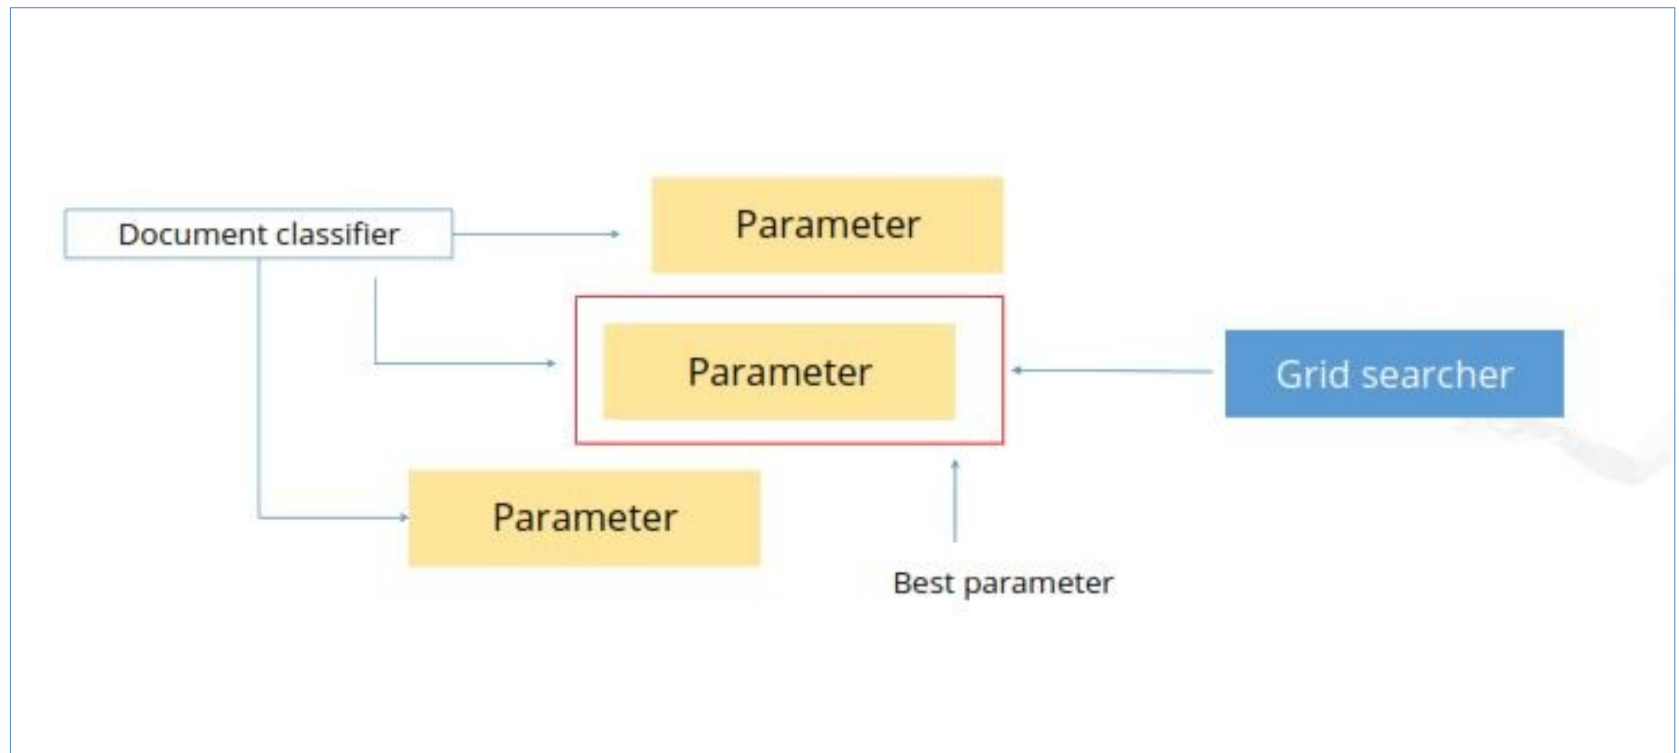 Parameter
Document classifier
Parameter
Grid searcher
Parameter
Best parameter